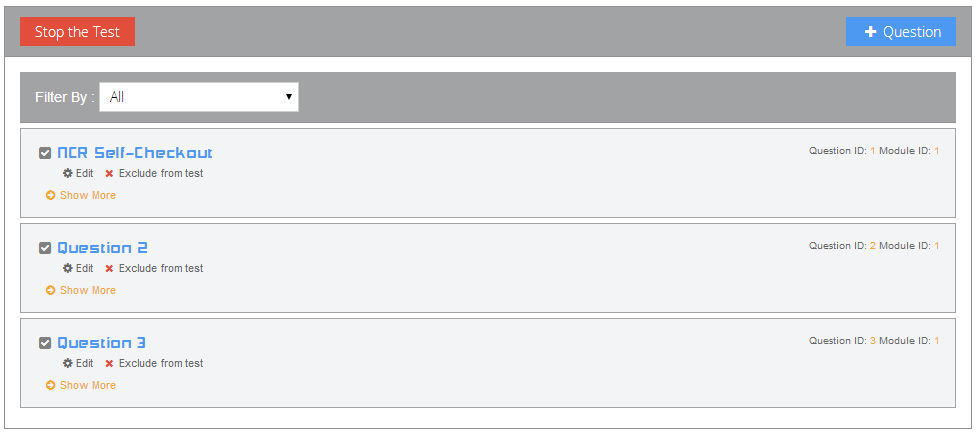 Stop the Test
Question
Filter By : All
NCR Self-Checkout
Question ID: 1 Module ID: 1
Edit Exclude from test
Show More
Question 2
Question ID: 2 Module ID: 1
Edit Exclude from test
Show More
Question 3
Question ID: 3 Module ID: 1
Edit Exclude from test
Show More